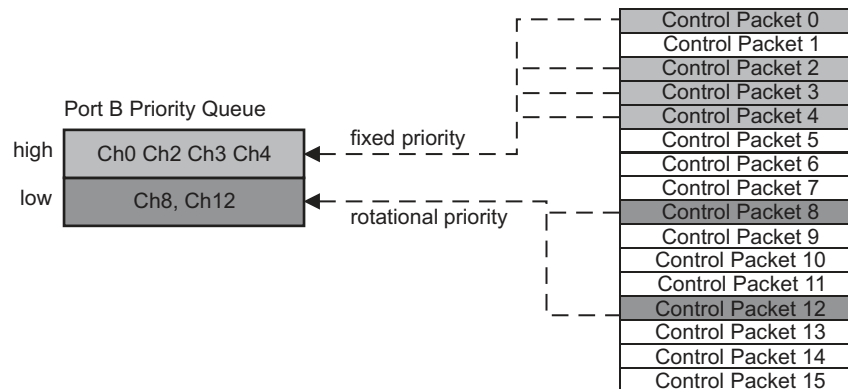 Port B Priority Queue
high
Ch0 Ch2 Ch3 Ch4
low
Ch8, Ch12
fixed priority
rotational priority
Control Packet 0
Control Packet 1
Control Packet 2
Control Packet 3
Control Packet 4
Control Packet 5
Control Packet 6
Control Packet 7
Control Packet 8
Control Packet 9
Control Packet 10
Control Packet 11
Control Packet 12
Control Packet 13
Control Packet 14
Control Packet 15